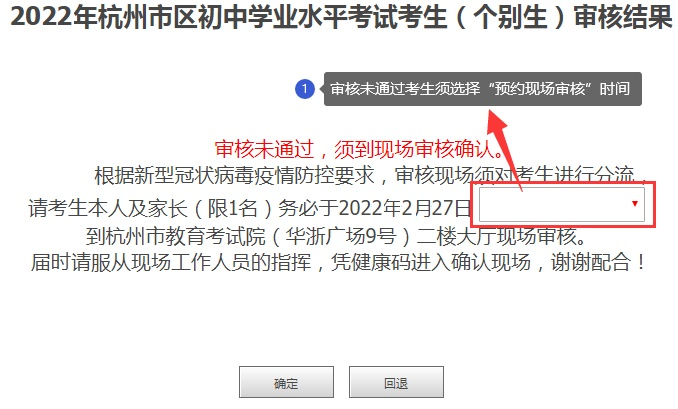 2022年杭州市区初中学业水平考试考生（个别生）审核结果
1 审核未通过考生须选择“预约现场审核”时间
审核未通过，须到现场审核确认。
根据新型冠状病毒疫情防控要求，审核现场须对考生进行分流，
请考生本人及家长（限1名）务必于2022年2月27日
到杭州市教育考试院（华浙广场9号）二楼大厅现场审核。
届时请服从现场工作人员的指挥，凭健康码进入确认现场，谢谢配合！
确定 回退